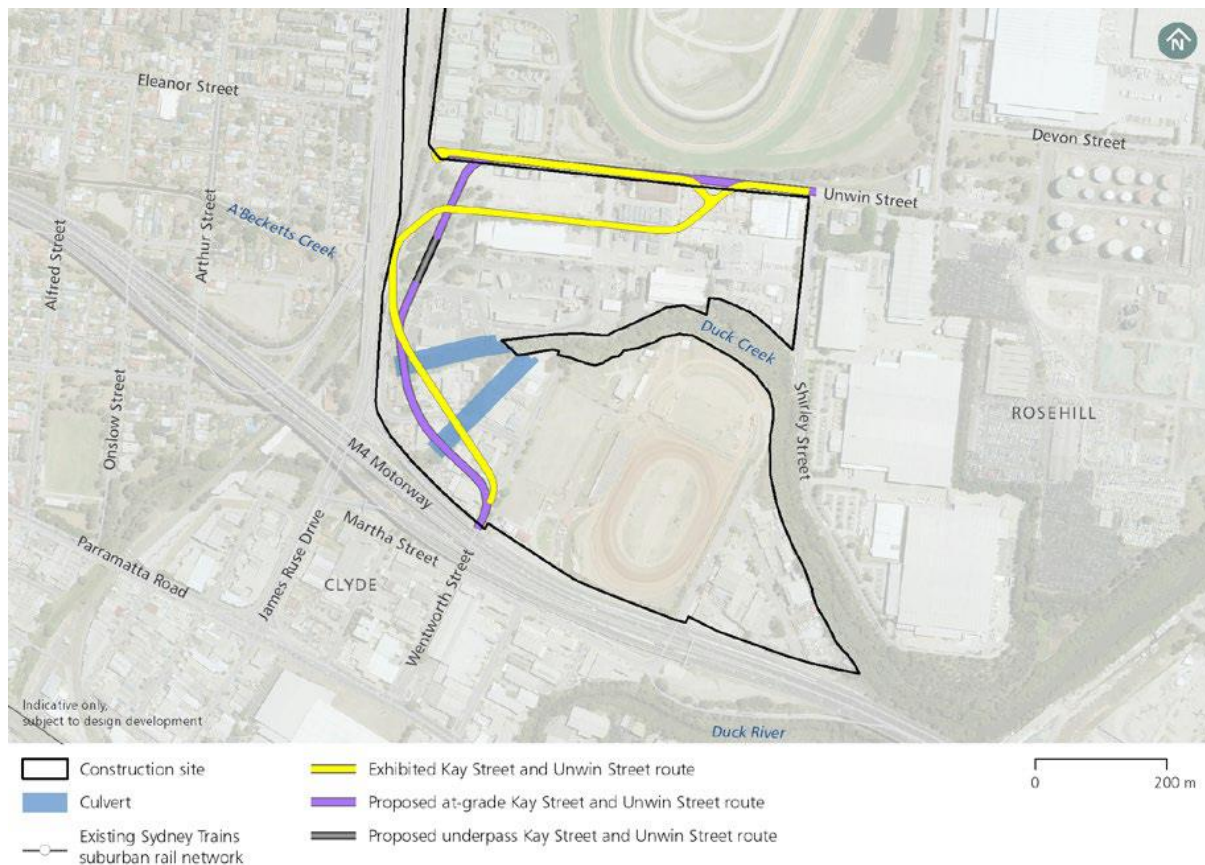 N
Eleanor Street
Devon Street
Unwin Street
A'Becketts Creek
Arthur Street
Alfred Street
Duck Creek
Shirley Street
ROSEHILL
Onslow Street
M4 Motorway
Martha Street
James Ruse Drive
Parramatta Road
CLYDE
Wentworth Street
Indicative only,
subject to design development
Duck River
Construction site
Culvert
Existing Sydney Trains
suburban rail network
Exhibited Kay Street and Unwin Street route
Proposed at-grade Kay Street and Unwin Street route
Proposed underpass Kay Street and Unwin Street route
0 200 m